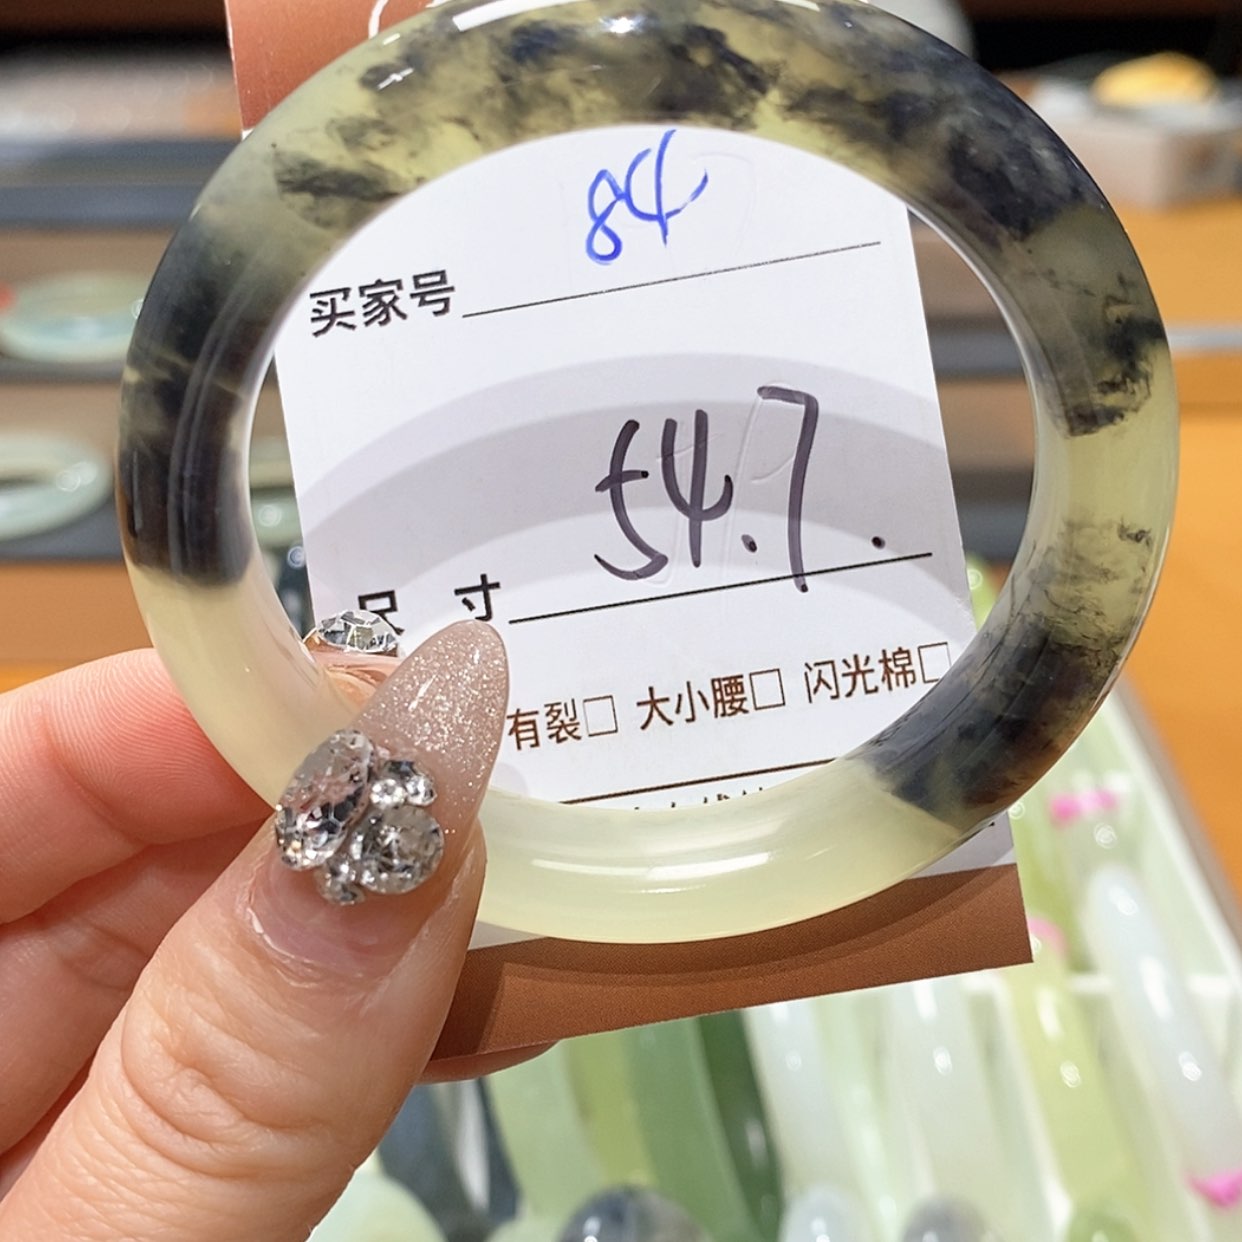 84
买家号
54.7.
尺 寸
有裂□ 大小腰□ 闪光棉□